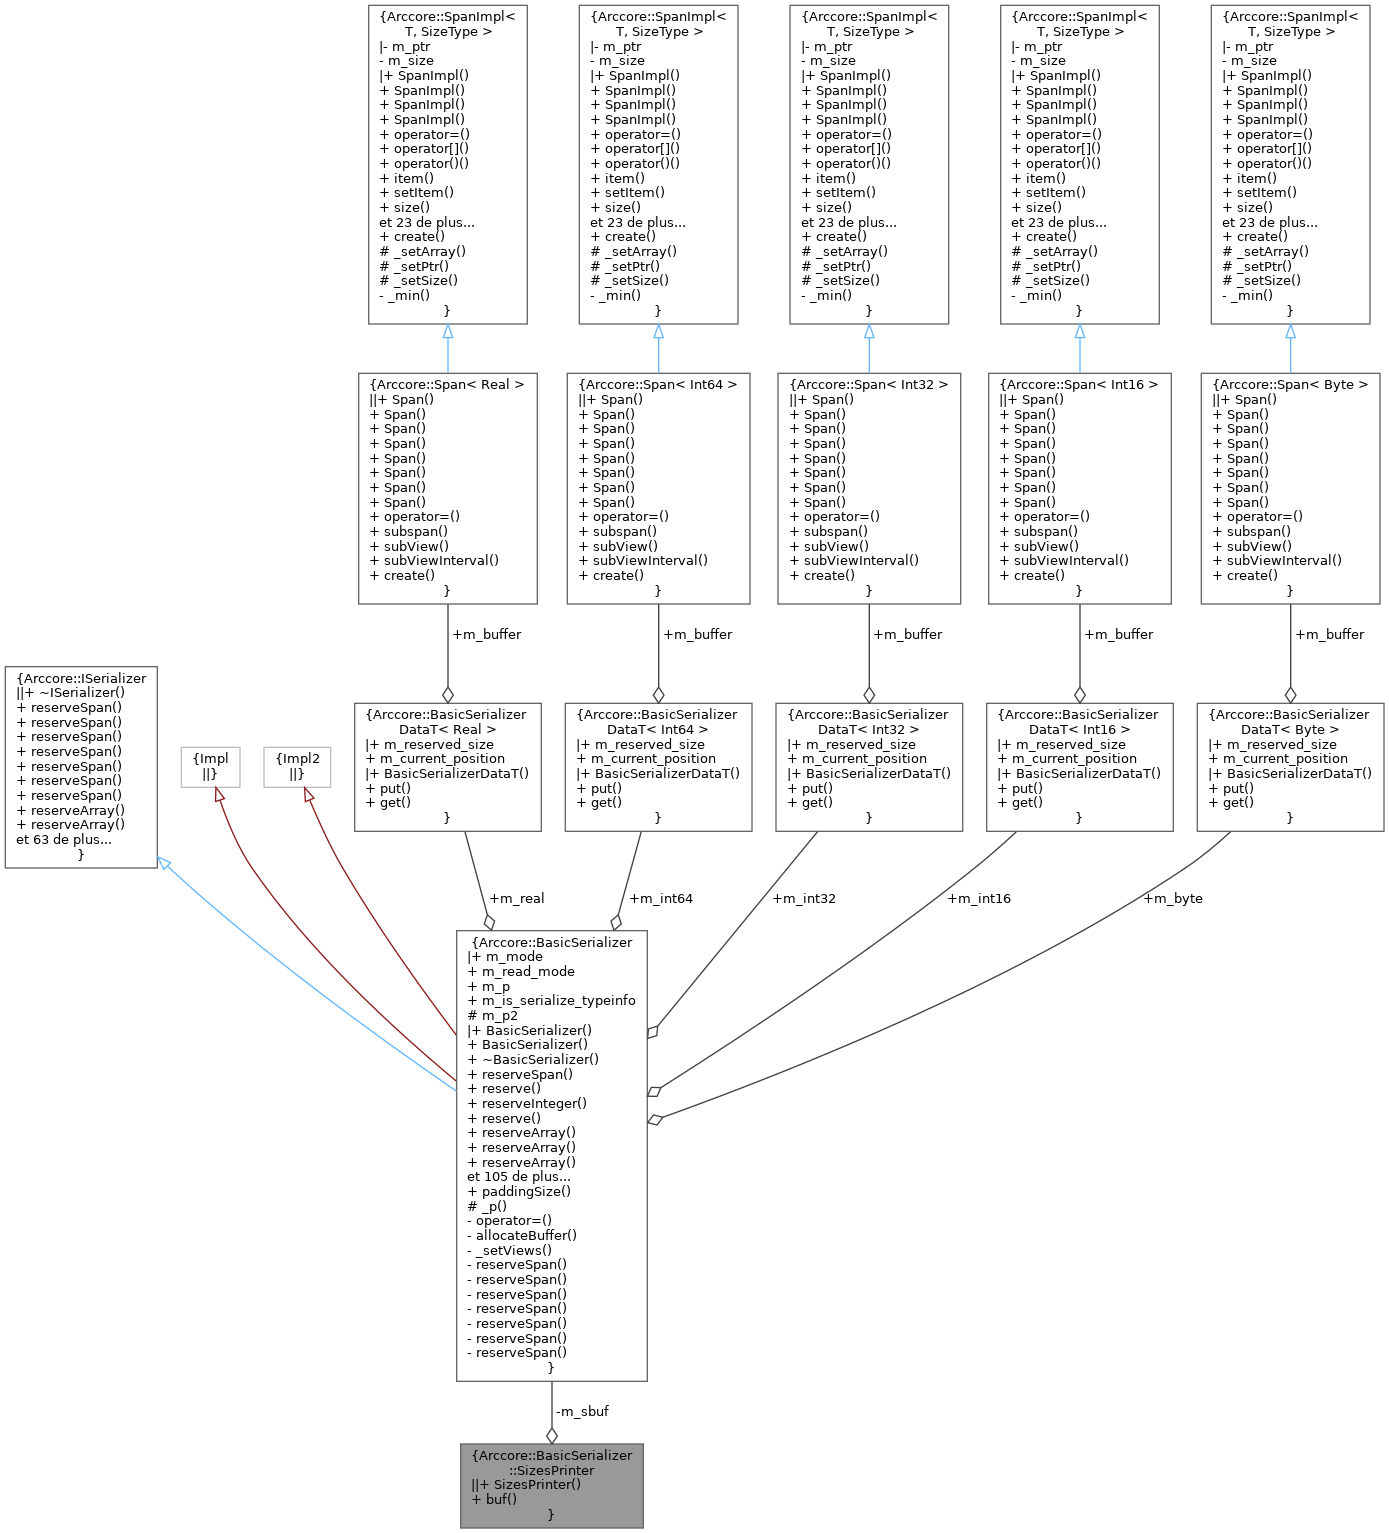 {Arccore::SpanImpl<
T, SizeType >
|- m_ptr
- m_size
|+ SpanImpl()
+ SpanImpl()
+ SpanImpl()
+ SpanImpl()
+ operator=()
+ operator[]()
+ operator()()
+ item()
+ setItem()
+ size()
et 23 de plus...
+ create()
# _setArray()
# _setPtr()
# _setSize()
- _min()
}
{Arccore::SpanImpl<
T, SizeType >
|- m_ptr
- m_size
|+ SpanImpl()
+ SpanImpl()
+ SpanImpl()
+ SpanImpl()
+ operator=()
+ operator[]()
+ operator()()
+ item()
+ setItem()
+ size()
et 23 de plus...
+ create()
# _setArray()
# _setPtr()
# _setSize()
- _min()
}
{Arccore::SpanImpl<
T, SizeType >
|- m_ptr
- m_size
|+ SpanImpl()
+ SpanImpl()
+ SpanImpl()
+ SpanImpl()
+ operator=()
+ operator[]()
+ operator()()
+ item()
+ setItem()
+ size()
et 23 de plus...
+ create()
# _setArray()
# _setPtr()
# _setSize()
- _min()
}
{Arccore::SpanImpl<
T, SizeType >
|- m_ptr
- m_size
|+ SpanImpl()
+ SpanImpl()
+ SpanImpl()
+ SpanImpl()
+ operator=()
+ operator[]()
+ operator()()
+ item()
+ setItem()
+ size()
et 23 de plus...
+ create()
# _setArray()
# _setPtr()
# _setSize()
- _min()
}
{Arccore::SpanImpl<
T, SizeType >
|- m_ptr
- m_size
|+ SpanImpl()
+ SpanImpl()
+ SpanImpl()
+ SpanImpl()
+ operator=()
+ operator[]()
+ operator()()
+ item()
+ setItem()
+ size()
et 23 de plus...
+ create()
# _setArray()
# _setPtr()
# _setSize()
- _min()
}
{Arccore::Span< Real >
||+ Span()
+ Span()
+ Span()
+ Span()
+ Span()
+ Span()
+ Span()
+ Span()
+ operator=()
+ subspan()
+ subView()
+ subViewInterval()
+ create()
}
{Arccore::Span< Int64 >
||+ Span()
+ Span()
+ Span()
+ Span()
+ Span()
+ Span()
+ Span()
+ Span()
+ operator=()
+ subspan()
+ subView()
+ subViewInterval()
+ create()
}
{Arccore::Span< Int32 >
||+ Span()
+ Span()
+ Span()
+ Span()
+ Span()
+ Span()
+ Span()
+ Span()
+ operator=()
+ subspan()
+ subView()
+ subViewInterval()
+ create()
}
{Arccore::Span< Int16 >
||+ Span()
+ Span()
+ Span()
+ Span()
+ Span()
+ Span()
+ Span()
+ Span()
+ operator=()
+ subspan()
+ subView()
+ subViewInterval()
+ create()
}
{Arccore::Span< Byte >
||+ Span()
+ Span()
+ Span()
+ Span()
+ Span()
+ Span()
+ Span()
+ Span()
+ operator=()
+ subspan()
+ subView()
+ subViewInterval()
+ create()
}
+m_buffer
+m_buffer
+m_buffer
+m_buffer
+m_buffer
{Arccore::ISerializer
||+ ~ISerializer()
+ reserveSpan()
+ reserveSpan()
+ reserveSpan()
+ reserveSpan()
+ reserveSpan()
+ reserveSpan()
+ reserveSpan()
+ reserveArray()
+ reserveArray()
et 63 de plus...
}
{Impl
||}
{Impl2
||}
{Arccore::BasicSerializer
DataT< Real >
|+ m_reserved_size
+ m_current_position
|+ BasicSerializerDataT()
+ put()
+ get()
}
{Arccore::BasicSerializer
DataT< Int64 >
|+ m_reserved_size
+ m_current_position
|+ BasicSerializerDataT()
+ put()
+ get()
}
{Arccore::BasicSerializer
DataT< Int32 >
|+ m_reserved_size
+ m_current_position
|+ BasicSerializerDataT()
+ put()
+ get()
}
{Arccore::BasicSerializer
DataT< Int16 >
|+ m_reserved_size
+ m_current_position
|+ BasicSerializerDataT()
+ put()
+ get()
}
{Arccore::BasicSerializer
DataT< Byte >
|+ m_reserved_size
+ m_current_position
|+ BasicSerializerDataT()
+ put()
+ get()
}
+m_real
+m_int64
+m_int32
+m_int16
+m_byte
{Arccore::BasicSerializer
|+ m_mode
+ m_read_mode
+ m_p
+ m_is_serialize_typeinfo
# m_p2
|+ BasicSerializer()
+ BasicSerializer()
+ ~BasicSerializer()
+ reserveSpan()
+ reserve()
+ reserveInteger()
+ reserve()
+ reserveArray()
+ reserveArray()
+ reserveArray()
et 105 de plus...
+ paddingSize()
# _p()
- operator=()
- allocateBuffer()
- _setViews()
- reserveSpan()
- reserveSpan()
- reserveSpan()
- reserveSpan()
- reserveSpan()
- reserveSpan()
- reserveSpan()
}
-m_sbuf
{Arccore::BasicSerializer
::SizesPrinter
||+ SizesPrinter()
+ buf()
}